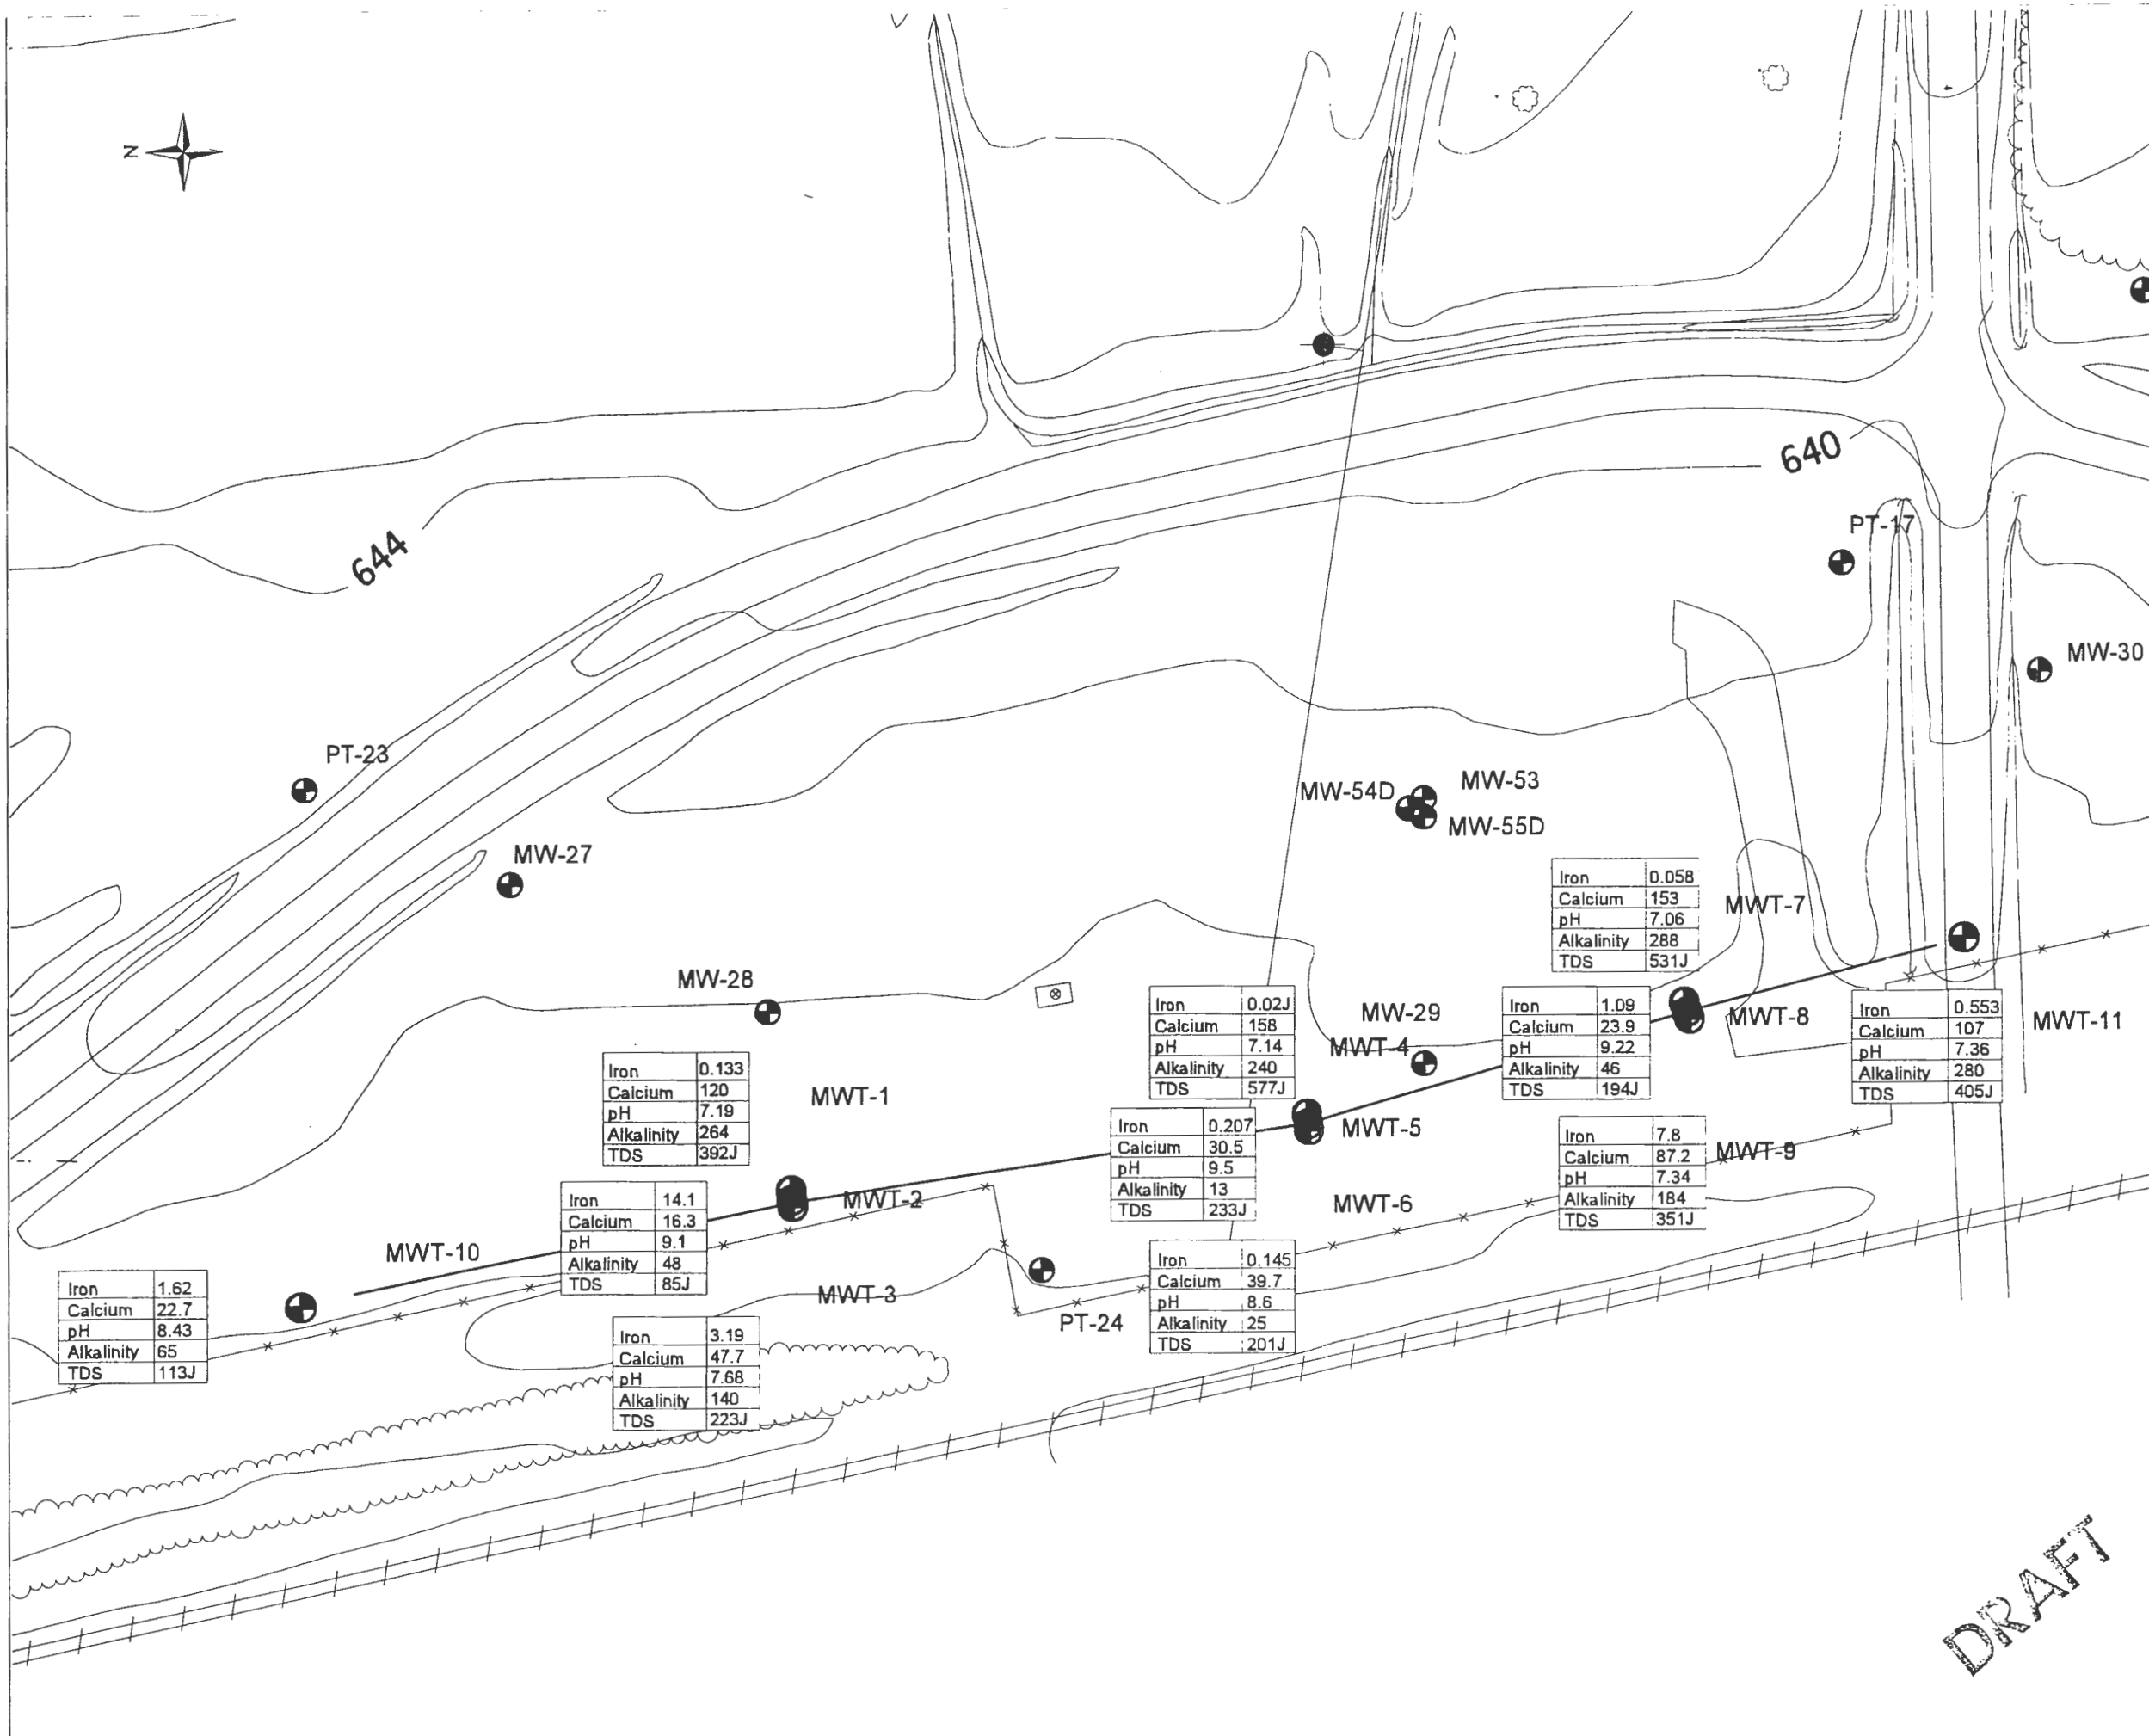 N
640
644
PT-17
MW-30
PT-23
MW-54D
MW-53
MW-55D
MW-27
Iron 0.058
Calcium 153
pH 7.06
Alkalinity 288
TDS 531J
MWT-7
MW-28
Iron 0.02J
Calcium 158
pH 7.14
Alkalinity 240
TDS 577J
MW-29
MWT-4
Iron 1.09
Calcium 23.9
pH 9.22
Alkalinity 46
TDS 194J
MWT-8
Iron 0.553
Calcium 107
pH 7.36
Alkalinity 280
TDS 405J
MWT-11
Iron 0.133
Calcium 120
pH 7.19
Alkalinity 264
TDS 392J
MWT-1
Iron 0.207
Calcium 30.5
pH 9.5
Alkalinity 13
TDS 233J
MWT-5
Iron 7.8
Calcium 87.2
pH 7.34
Alkalinity 184
TDS 351J
MWT-9
Iron 14.1
Calcium 16.3
pH 9.1
Alkalinity 48
TDS 85J
MWT-2
MWT-6
MWT-10
Iron 1.62
Calcium 22.7
pH 8.43
Alkalinity 65
TDS 113J
MWT-3
Iron 0.145
Calcium 39.7
pH 8.6
Alkalinity 25
TDS 201J
PT-24
Iron 3.19
Calcium 47.7
pH 7.68
Alkalinity 140
TDS 223J
DRAFT